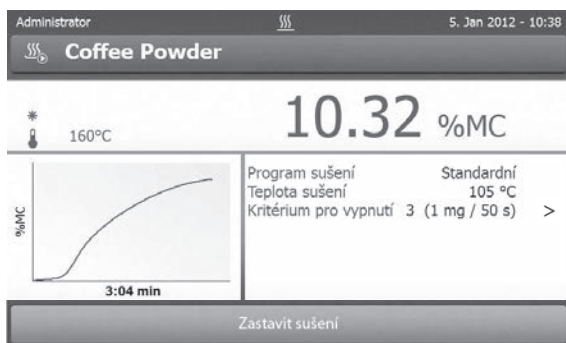 Administrator 5. Jan 2012 - 10:38
Coffee Powder
10.32 %MC
160°C
Program sušení Standardní
Teplota sušení 105 °C
Kritérium pro vypnutí 3 (1 mg / 50 s) >
%MC
3:04 min
Zastavit sušení